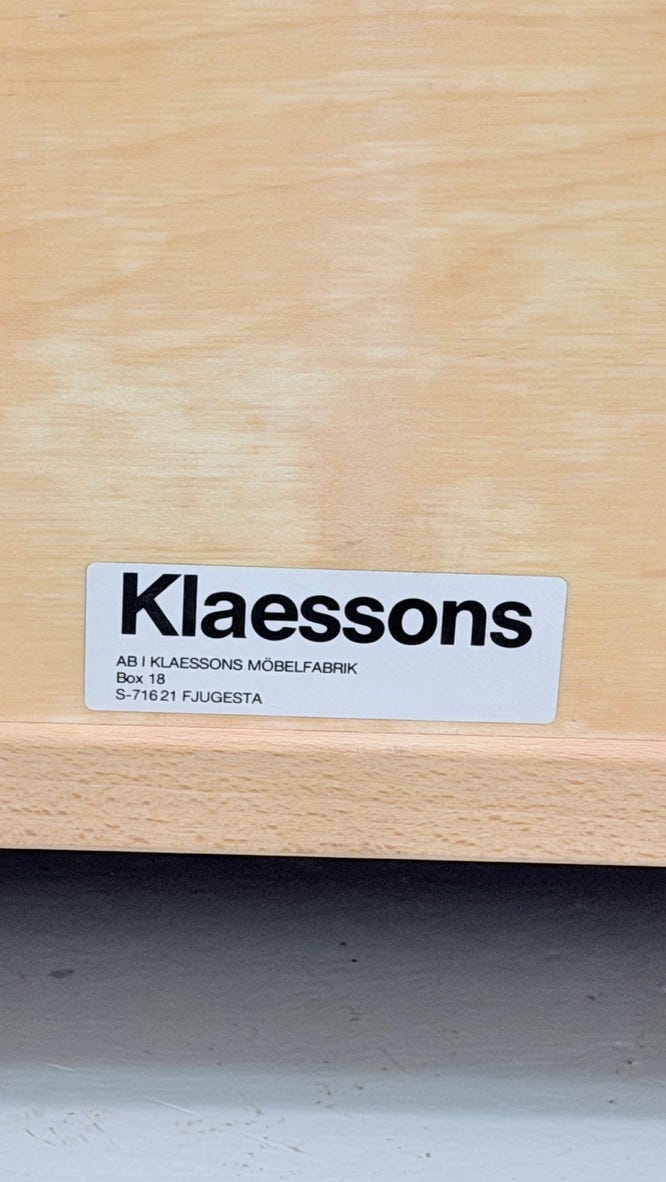 Klaessons
AB I KLAESSONS MÖBELFABRIK
Box 18
S-716 21 FJUGESTA